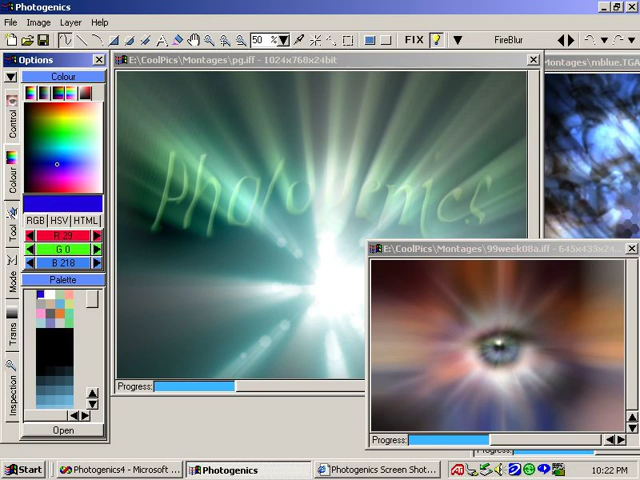 Photogenics
File Image Layer Help
50 % FIX ? FireBlur
Options
Colour
RGB HSV HTML
R 29
G 0
B 218
Palette
Open
Control
Colour
Tool
Mode
Trans
Inspection
E:\CoolPics\Montages\pg.iff - 1024x768x24bit
Photogenics
Progress:
Montages\mblue.TGA
E:\CoolPics\Montages\99week08a.iff - 645x435x24...
Progress:
Progress:
Start
Photogenics4 - Microsoft ...
Photogenics
Photogenics Screen Shot...
10:22 PM